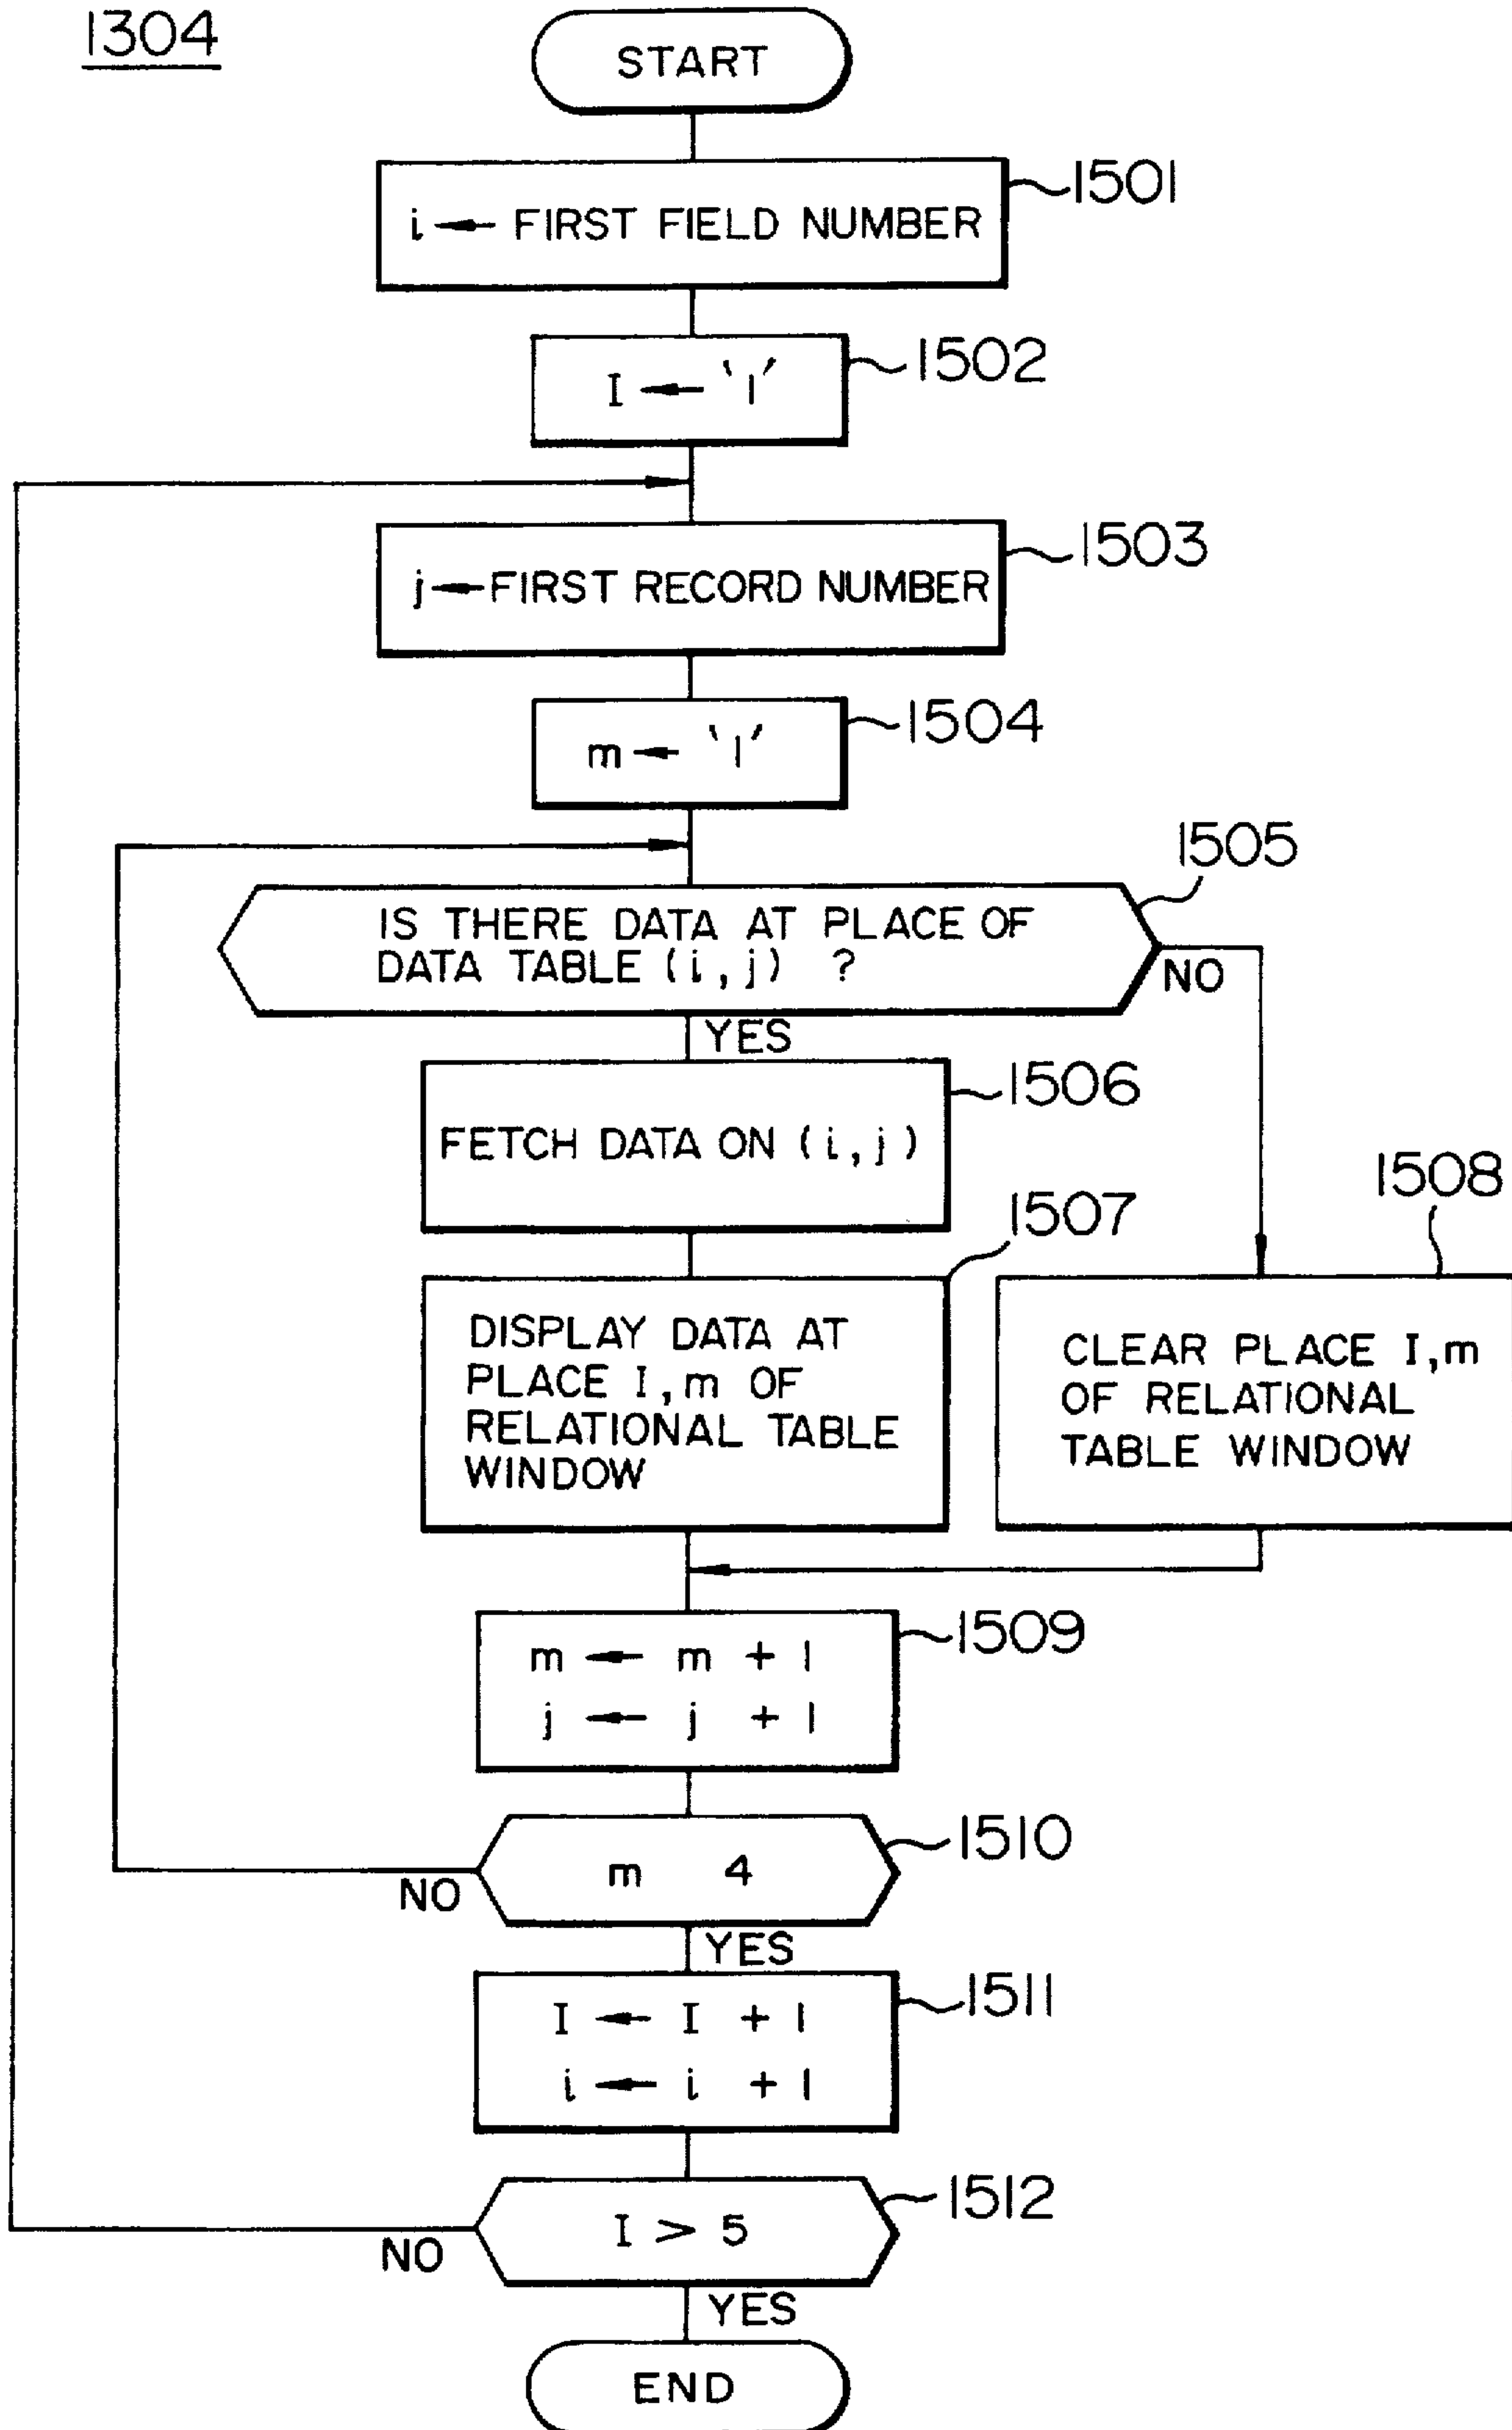 1304
START
i ← FIRST FIELD NUMBER
1501
I ← '1'
1502
j ← FIRST RECORD NUMBER
1503
m ← '1'
1504
1505
IS THERE DATA AT PLACE OF
DATA TABLE (i, j) ?
NO
YES
1506
FETCH DATA ON (i, j)
1507
1508
DISPLAY DATA AT
PLACE I, m OF
RELATIONAL TABLE
WINDOW
CLEAR PLACE I, m
OF RELATIONAL
TABLE WINDOW
1509
m ← m + 1
j ← j + 1
1510
m 4
NO
YES
1511
I ← I + 1
i ← i + 1
1512
I > 5
NO
YES
END